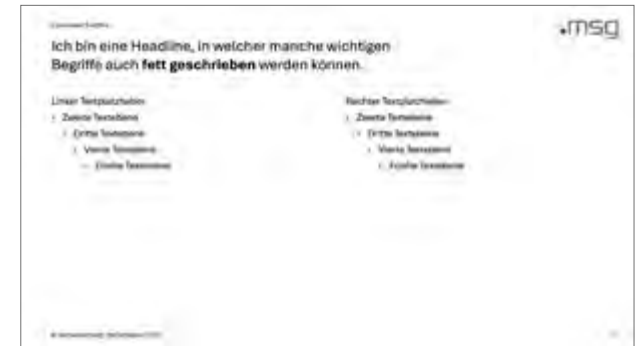 .msg
Ich bin eine Headline, in welcher manche wichtigen
Begriffe auch fett geschrieben werden können.
Linker Textplatzhalter
› Zweite Textebene
› Dritte Textebene
› Vierte Textebene
– Fünfte Textebene
Rechter Textplatzhalter
› Zweite Textebene
› Dritte Textebene
› Vierte Textebene
› Fünfte Textebene